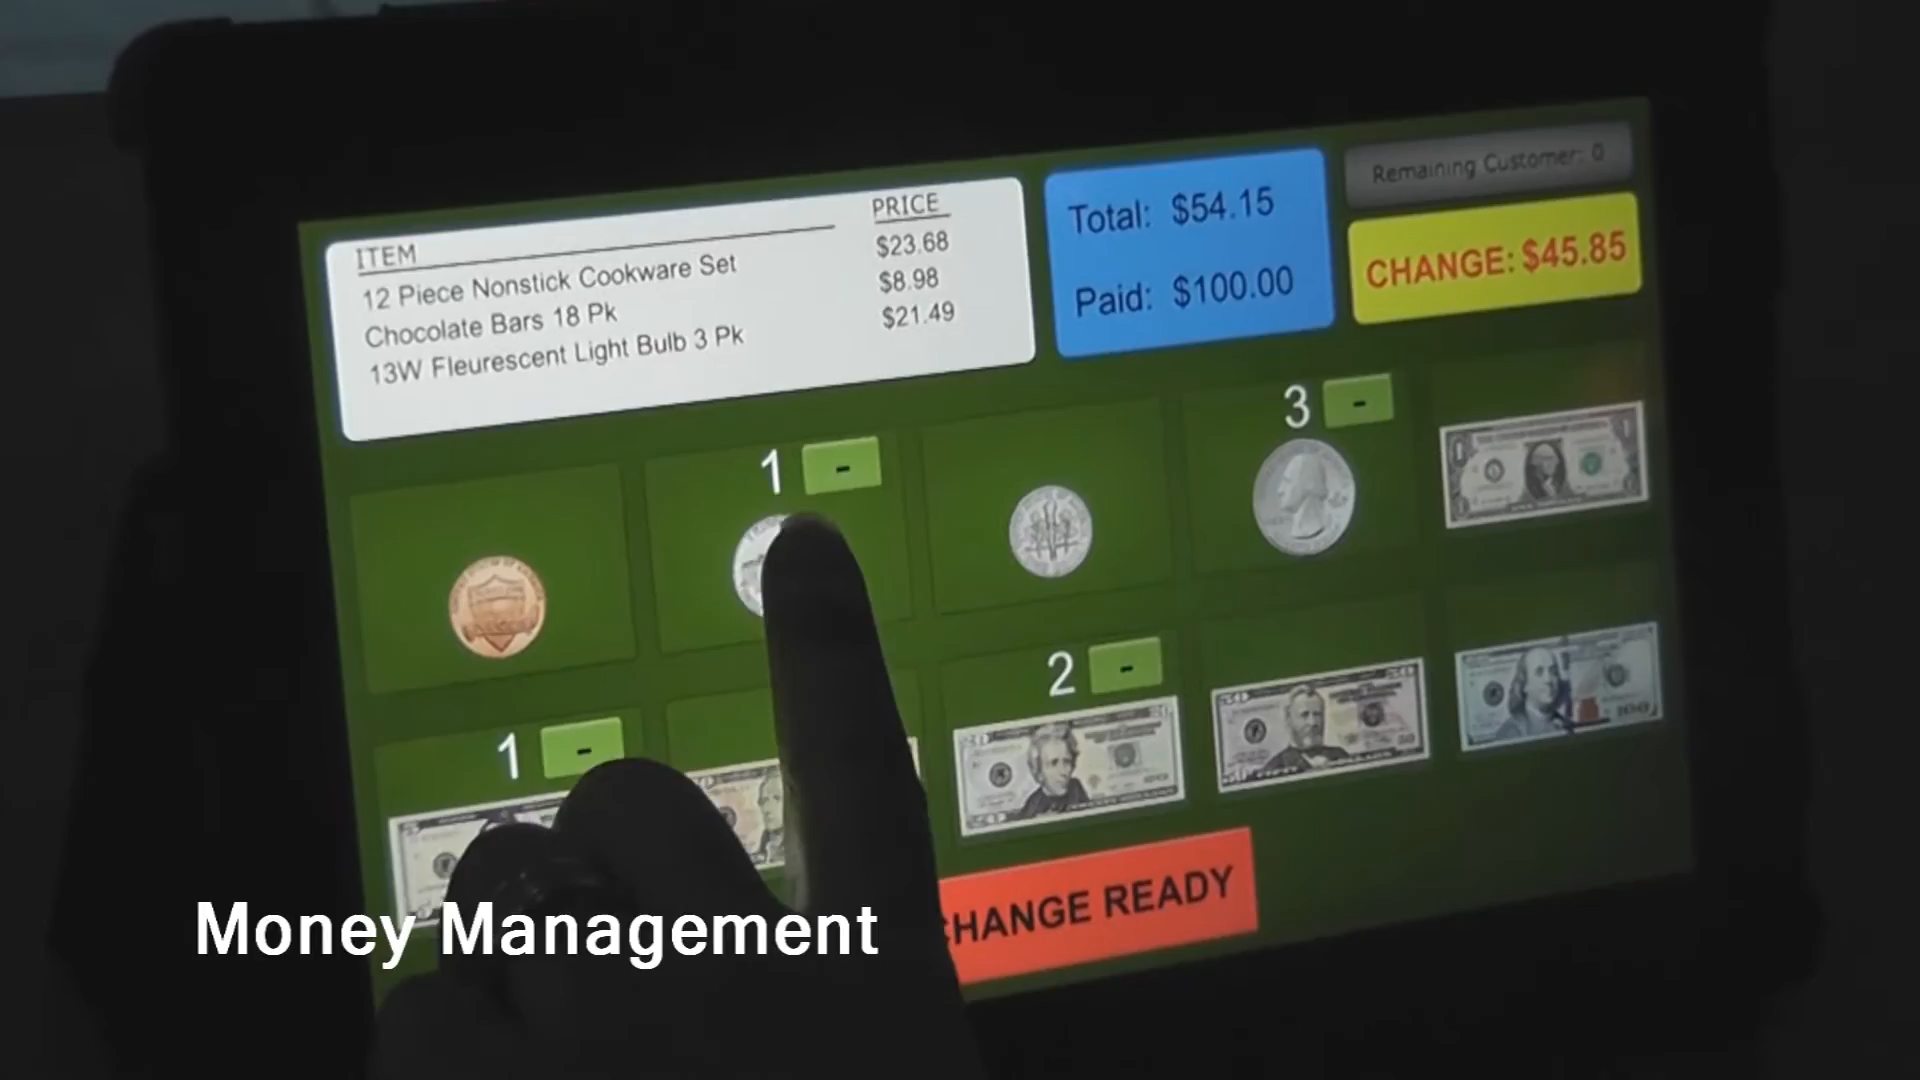 Remaining Customer: 0
ITEM PRICE
12 Piece Nonstick Cookware Set $23.68
Chocolate Bars 18 Pk $8.98
13W Fleurescent Light Bulb 3 Pk $21.49
Total: $54.15
Paid: $100.00
CHANGE: $45.85
1 -
3 -
1 -
2 -
CHANGE READY
Money Management